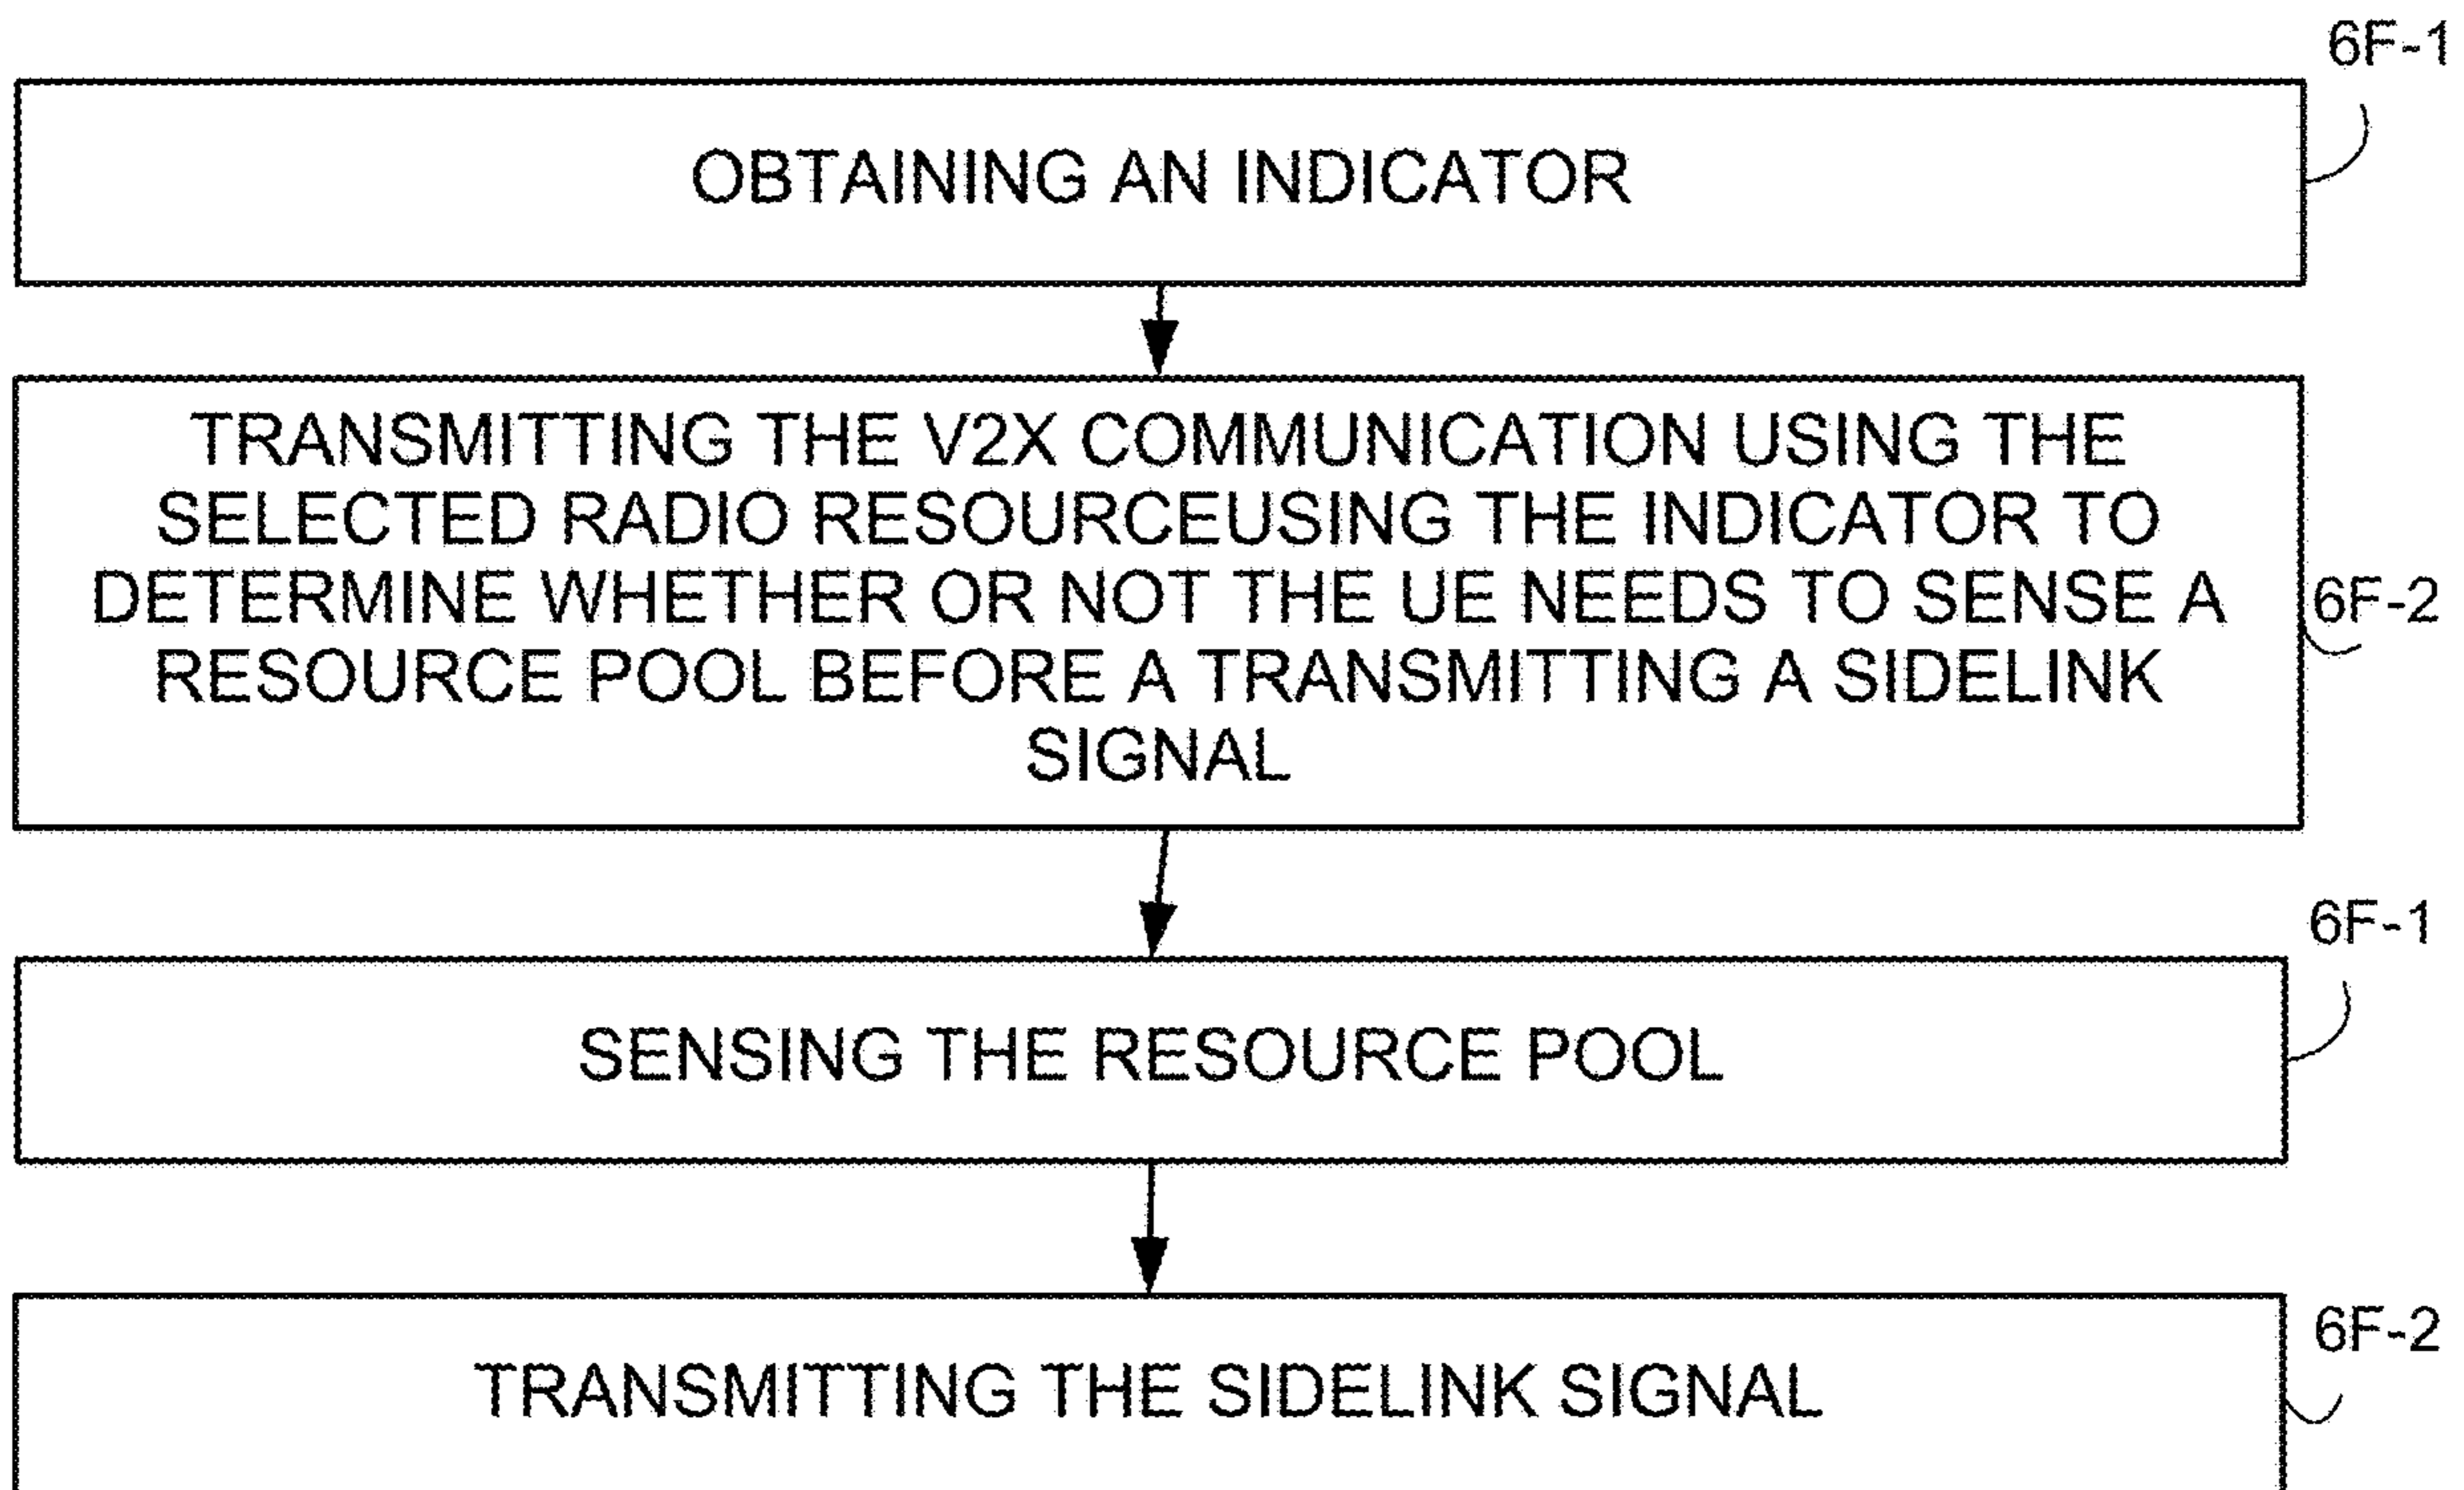 6F-1
OBTAINING AN INDICATOR
TRANSMITTING THE V2X COMMUNICATION USING THE
SELECTED RADIO RESOURCEUSING THE INDICATOR TO
DETERMINE WHETHER OR NOT THE UE NEEDS TO SENSE A
RESOURCE POOL BEFORE A TRANSMITTING A SIDELINK
SIGNAL
6F-2
6F-1
SENSING THE RESOURCE POOL
6F-2
TRANSMITTING THE SIDELINK SIGNAL